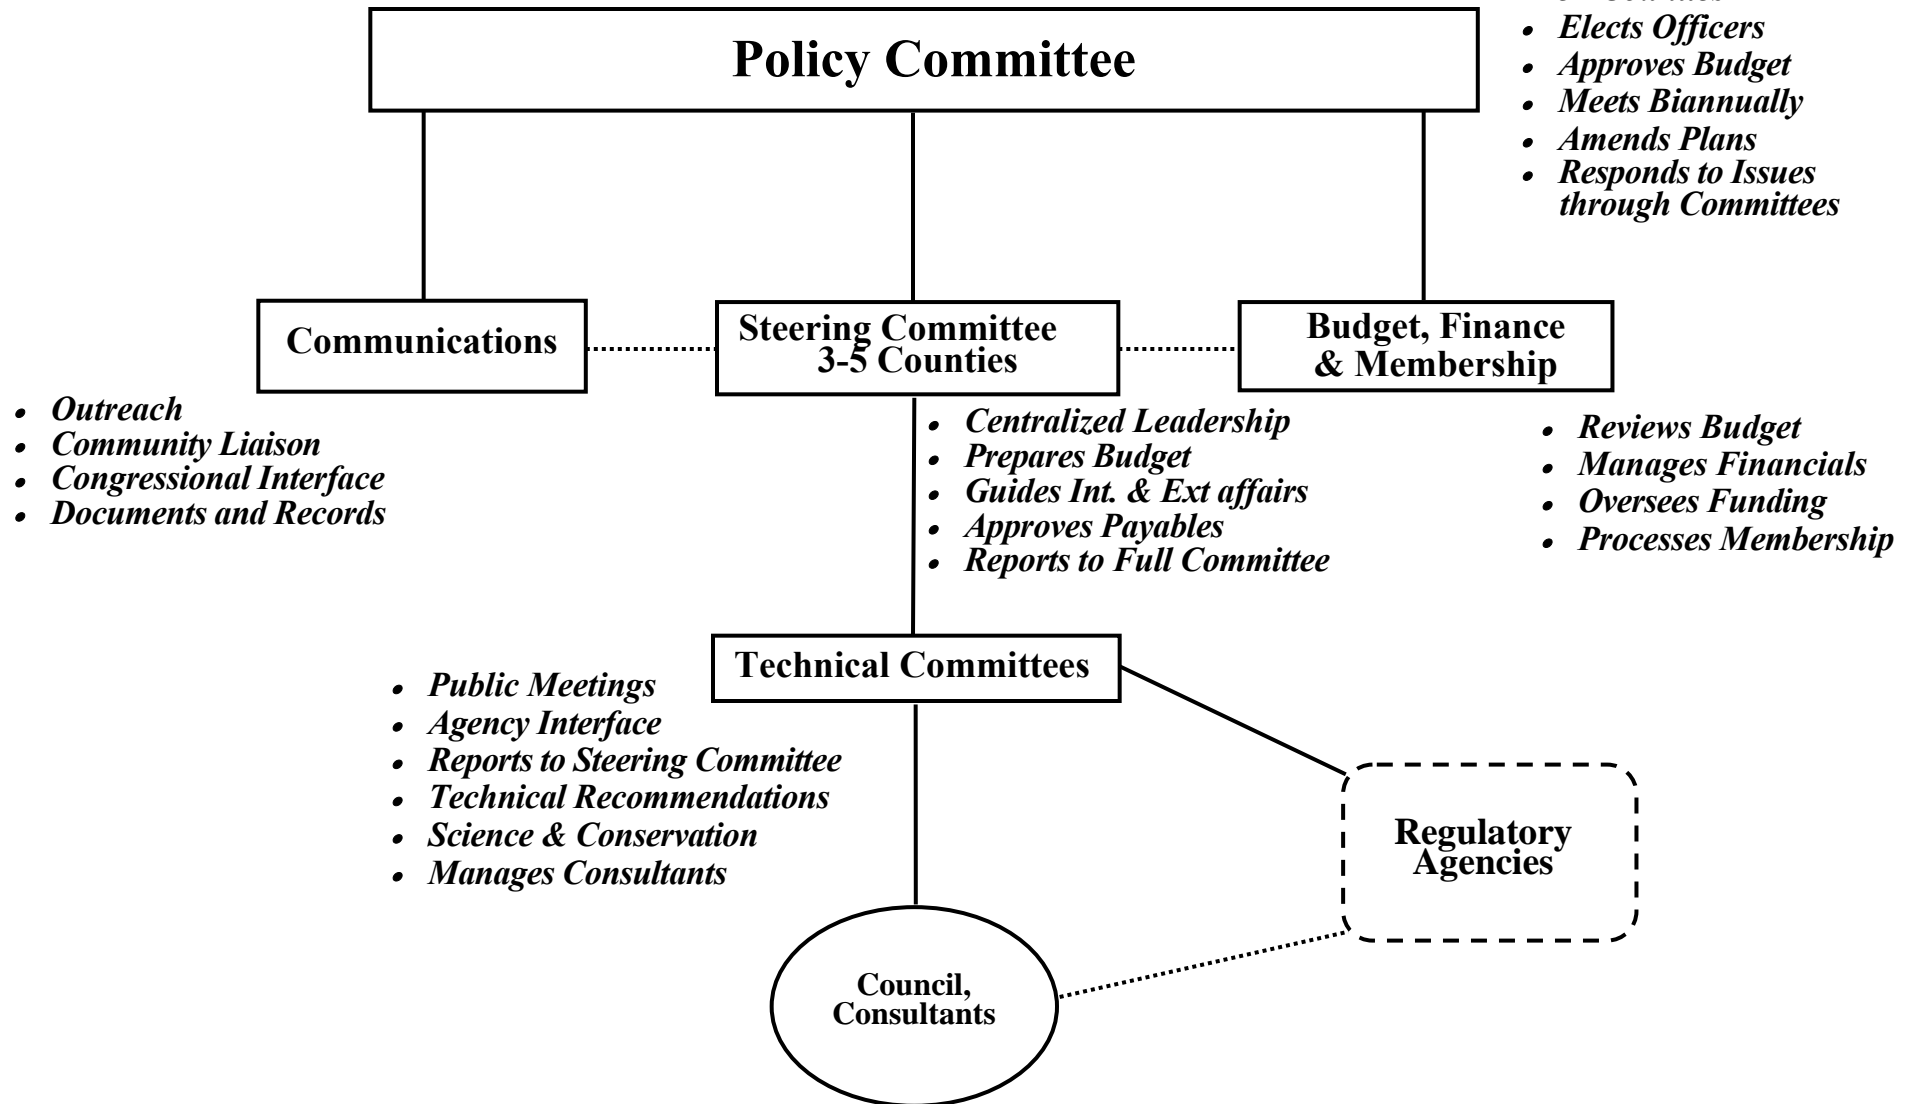 Policy Committee
• Elects Officers
• Approves Budget
• Meets Biannually
• Amends Plans
• Responds to Issues
through Committees
Communications
Steering Committee
3-5 Counties
Budget, Finance
& Membership
• Outreach
• Community Liaison
• Congressional Interface
• Documents and Records
• Centralized Leadership
• Prepares Budget
• Guides Int. & Ext affairs
• Approves Payables
• Reports to Full Committee
• Reviews Budget
• Manages Financials
• Oversees Funding
• Processes Membership
Technical Committees
• Public Meetings
• Agency Interface
• Reports to Steering Committee
• Technical Recommendations
• Science & Conservation
• Manages Consultants
Regulatory
Agencies
Council,
Consultants